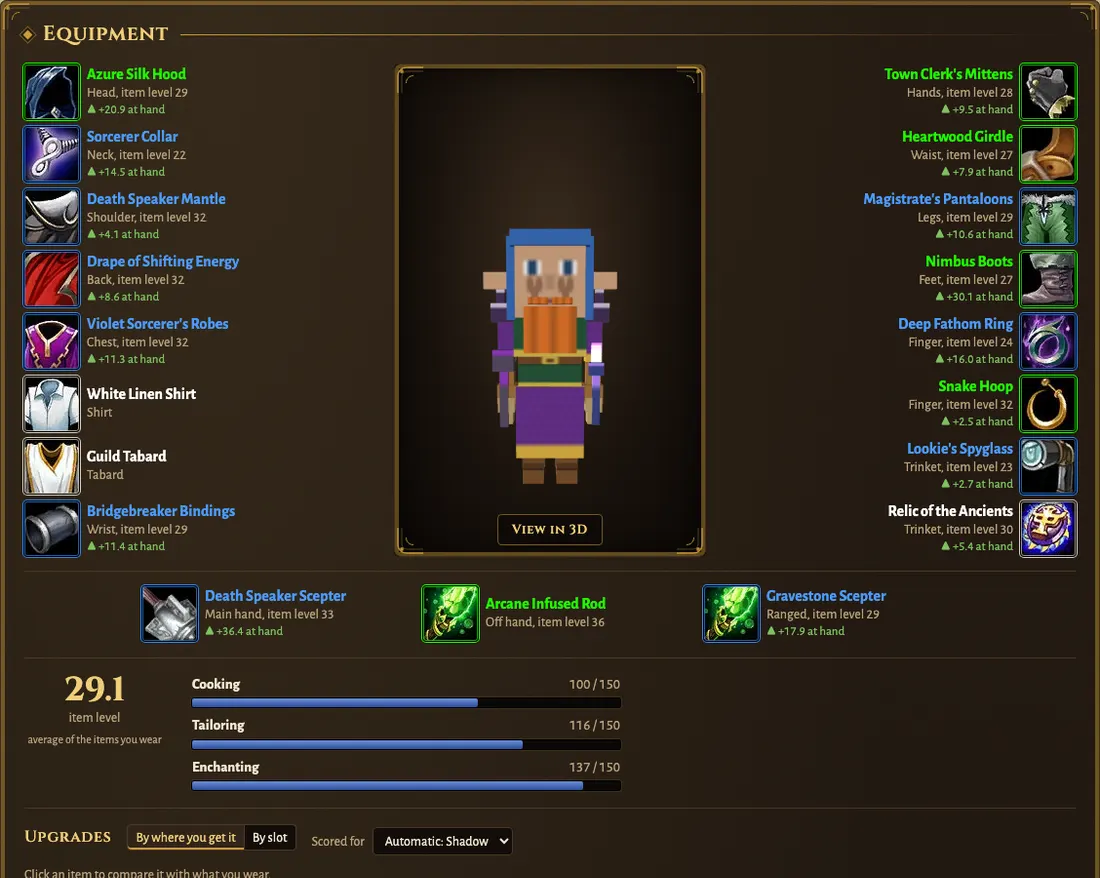 EQUIPMENT
Azure Silk Hood
Head, item level 29
▲ +20.9 at hand
Sorcerer Collar
Neck, item level 22
▲ +14.5 at hand
Death Speaker Mantle
Shoulder, item level 32
▲ +4.1 at hand
Drape of Shifting Energy
Back, item level 32
▲ +8.6 at hand
Violet Sorcerer's Robes
Chest, item level 32
▲ +11.3 at hand
White Linen Shirt
Shirt
Guild Tabard
Tabard
Bridgebreaker Bindings
Wrist, item level 29
▲ +11.4 at hand
VIEW IN 3D
Town Clerk's Mittens
Hands, item level 28
▲ +9.5 at hand
Heartwood Girdle
Waist, item level 27
▲ +7.9 at hand
Magistrate's Pantaloons
Legs, item level 29
▲ +10.6 at hand
Nimbus Boots
Feet, item level 27
▲ +30.1 at hand
Deep Fathom Ring
Finger, item level 24
▲ +16.0 at hand
Snake Hoop
Finger, item level 32
▲ +2.5 at hand
Lookie's Spyglass
Trinket, item level 23
▲ +2.7 at hand
Relic of the Ancients
Trinket, item level 30
▲ +5.4 at hand
Death Speaker Scepter
Main hand, item level 33
▲ +36.4 at hand
Arcane Infused Rod
Off hand, item level 36
Gravestone Scepter
Ranged, item level 29
▲ +17.9 at hand
29.1
item level
average of the items you wear
Cooking 100 / 150
Tailoring 116 / 150
Enchanting 137 / 150
UPGRADES By where you get it By slot Scored for Automatic: Shadow
Click an item to compare it with what you wear.